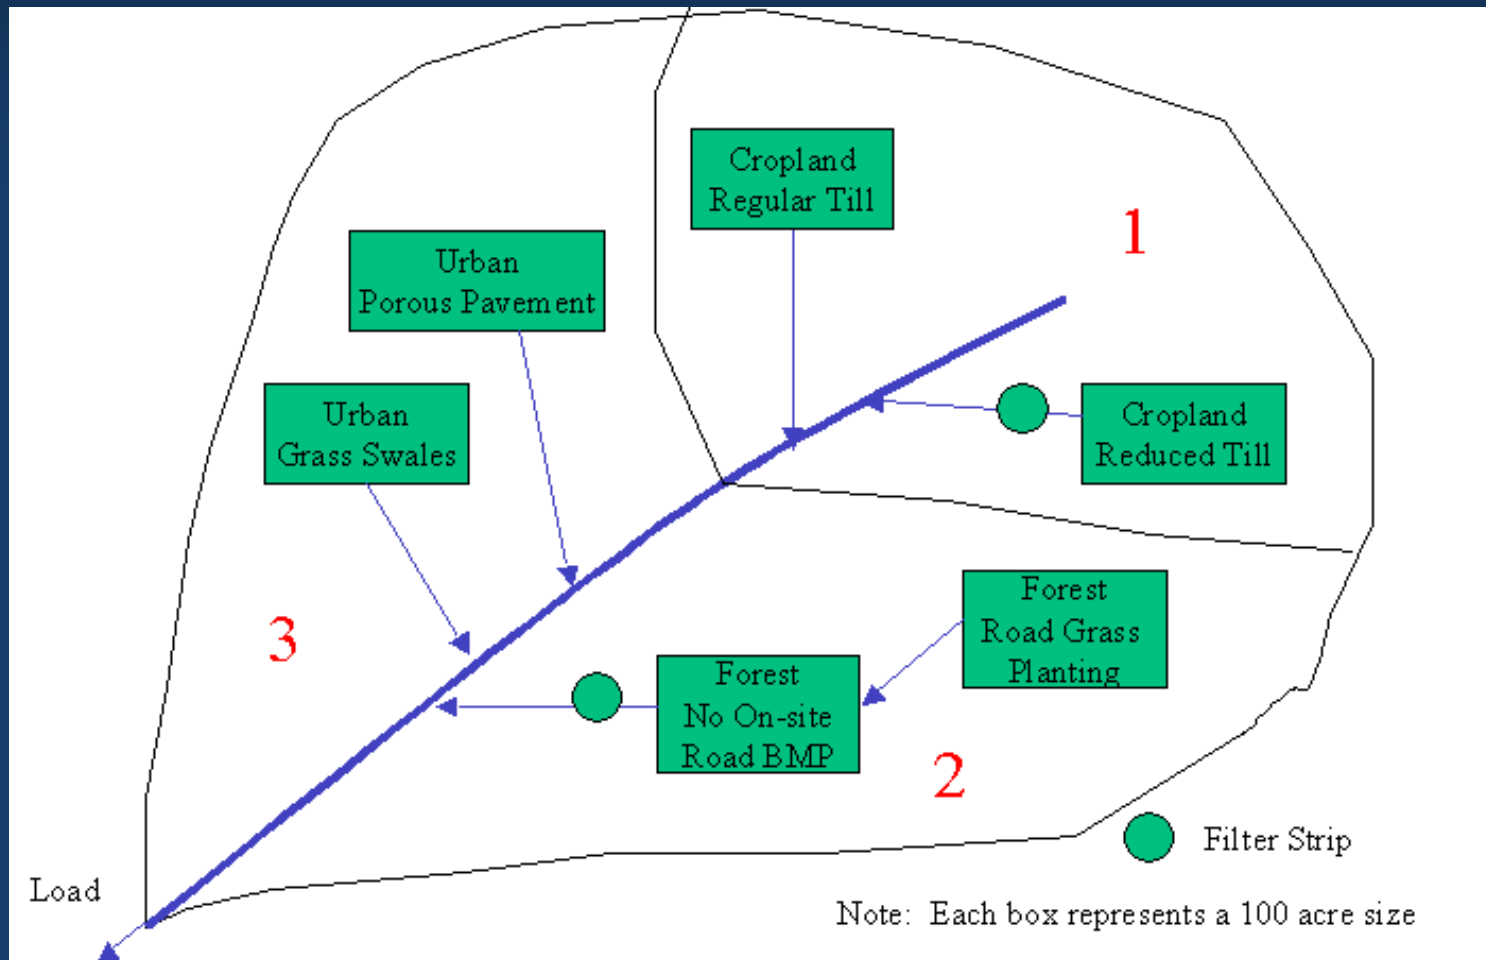 Cropland
Regular Till
1
Urban
Porous Pavement
Urban
Grass Swales
Cropland
Reduced Till
Forest
Road Grass
Planting
3
Forest
No On-site
Road BMP
2
Filter Strip
Load
Note: Each box represents a 100 acre size